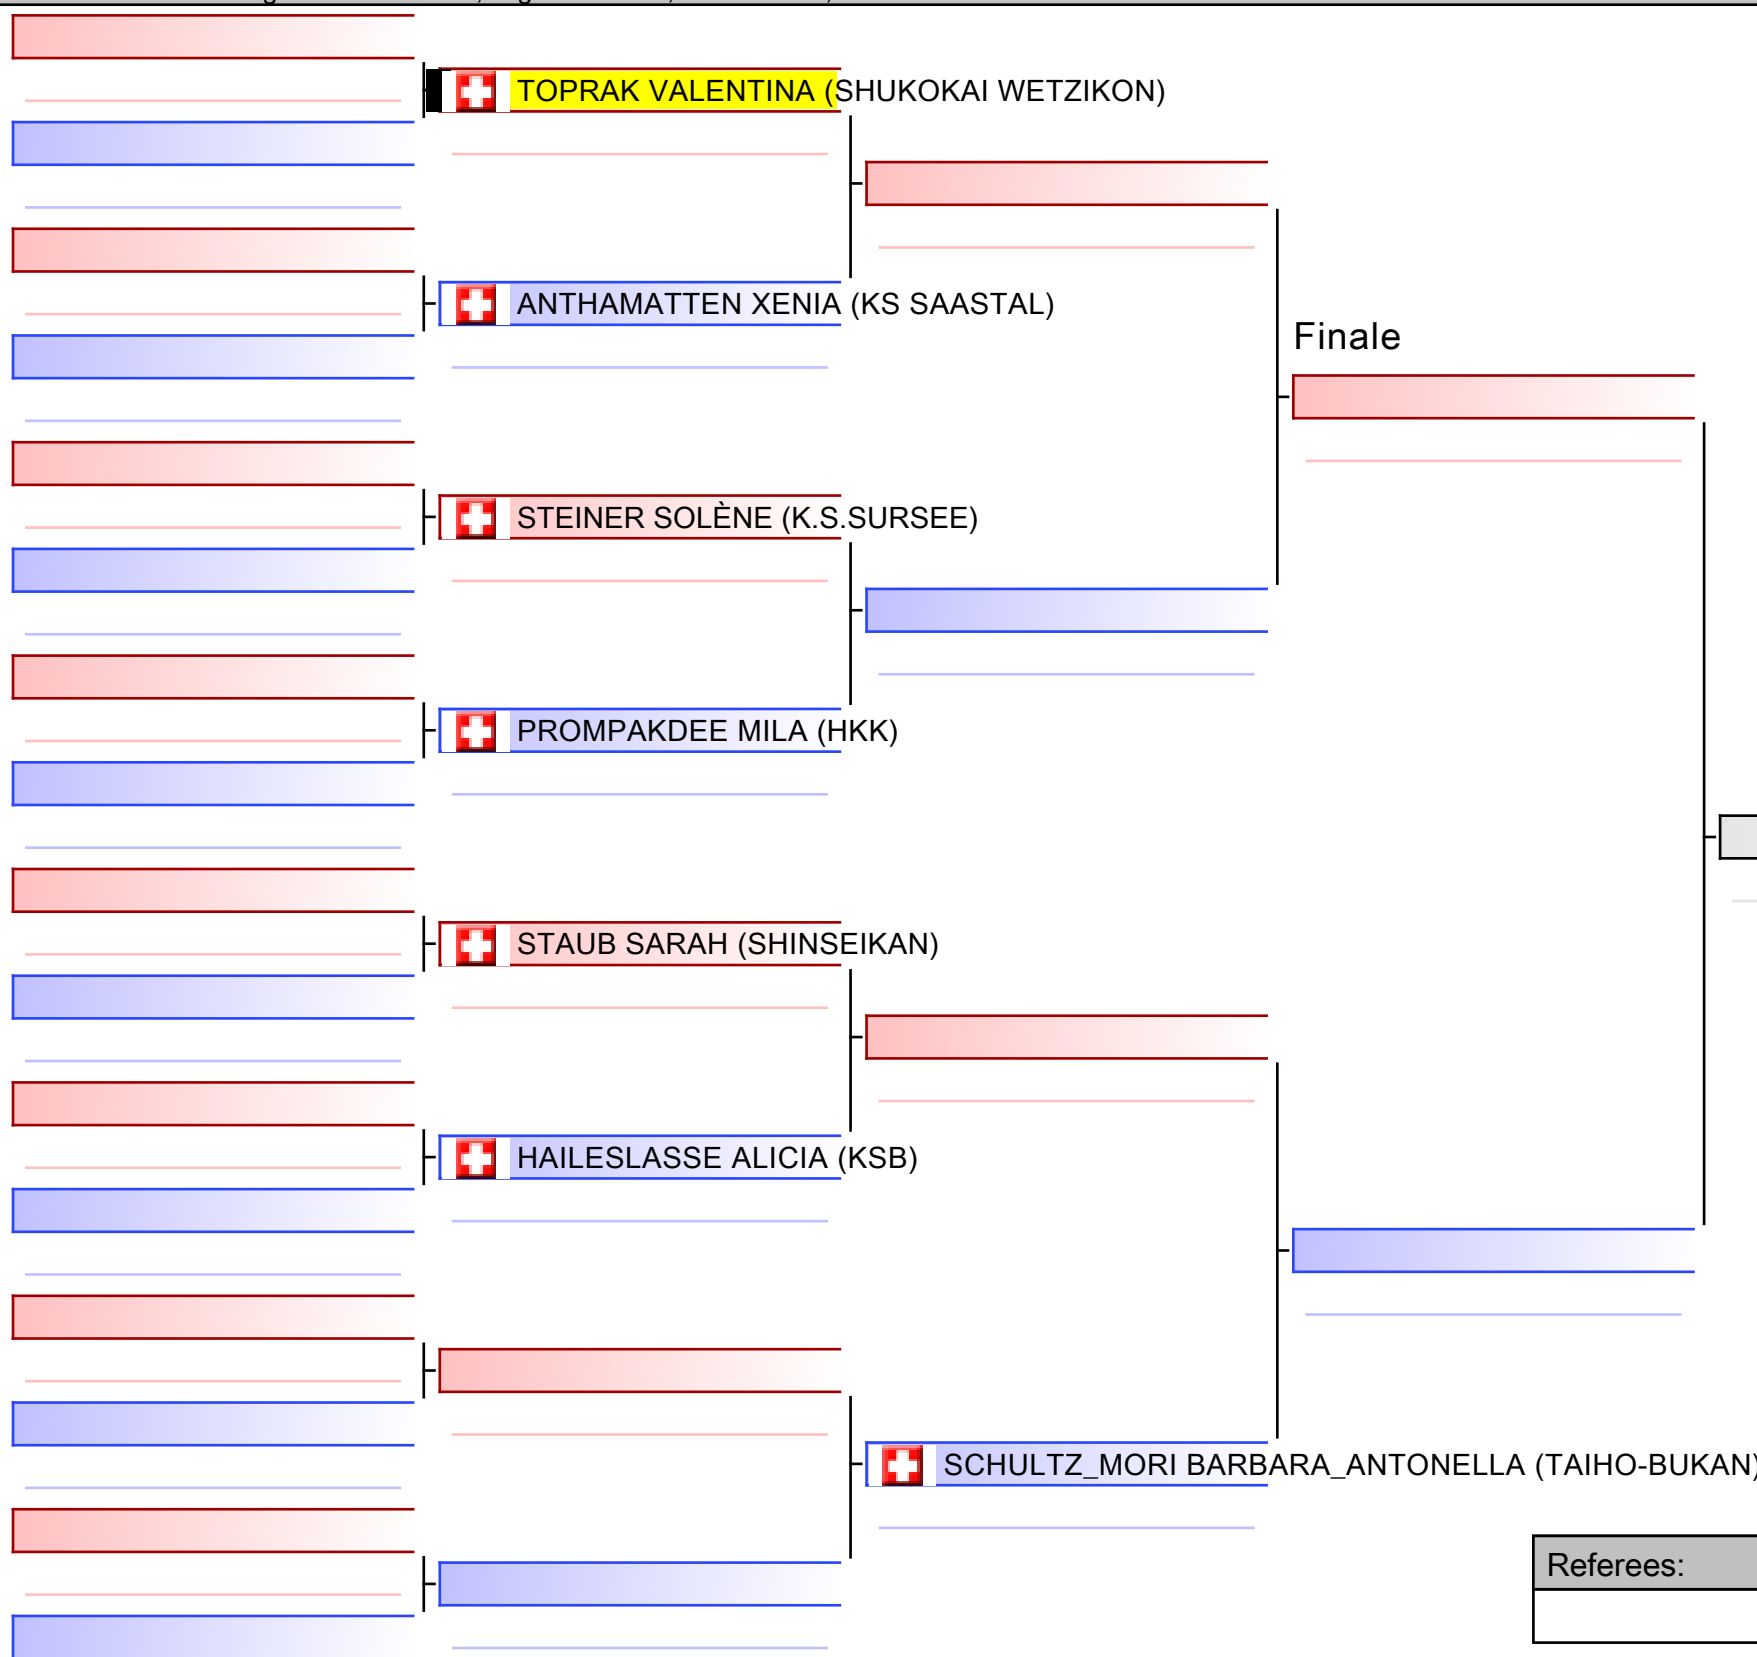 TOPRAK VALENTINA (SHUKOKAI WETZIKON)
ANTHAMATTEN XENIA (KS SAASTAL)
Finale
STEINER SOLÈNE (K.S.SURSEE)
PROMPAKDEE MILA (HKK)
STAUB SARAH (SHINSEIKAN)
HAILESLASSE ALICIA (KSB)
SCHULTZ_MORI BARBARA_ANTONELLA (TAIHO-BUKAN)
Referees: